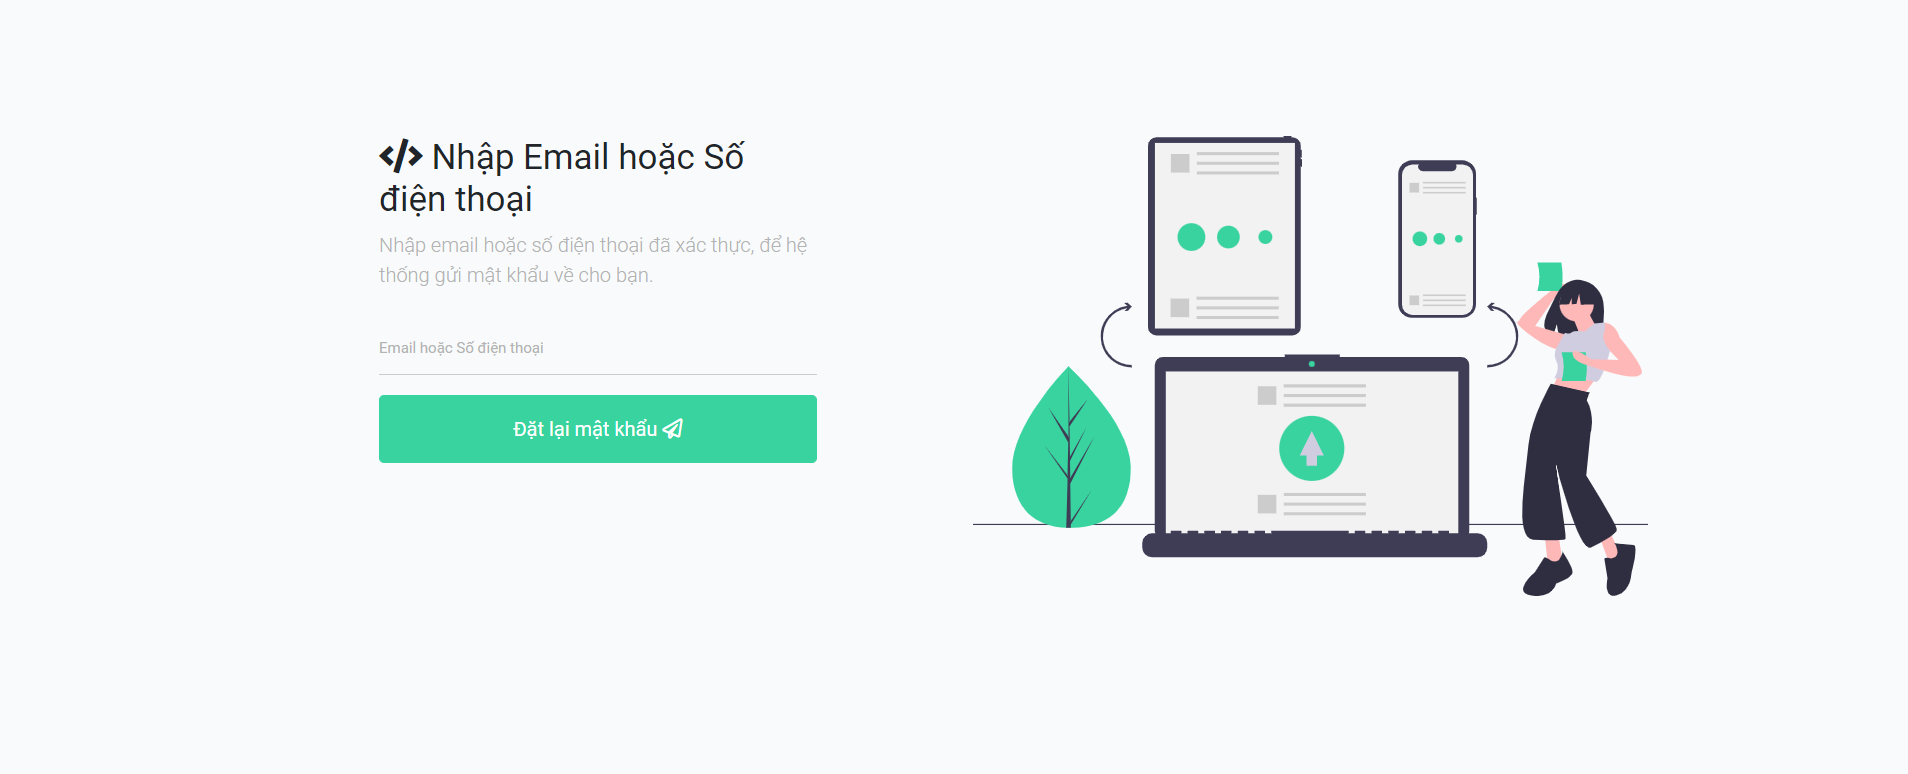 Nhập Email hoặc Số
điện thoại
Nhập email hoặc số điện thoại đã xác thực, để hệ
thống gửi mật khẩu về cho bạn.
Email hoặc Số điện thoại
Đặt lại mật khẩu